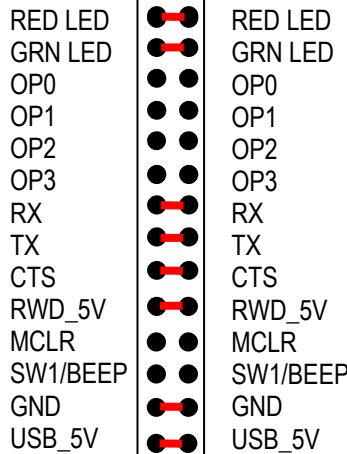 RED LED RED LED
GRN LED GRN LED
OP0 OP0
OP1 OP1
OP2 OP2
OP3 OP3
RX RX
TX TX
CTS CTS
RWD_5V RWD_5V
MCLR MCLR
SW1/BEEP SW1/BEEP
GND GND
USB_5V USB_5V